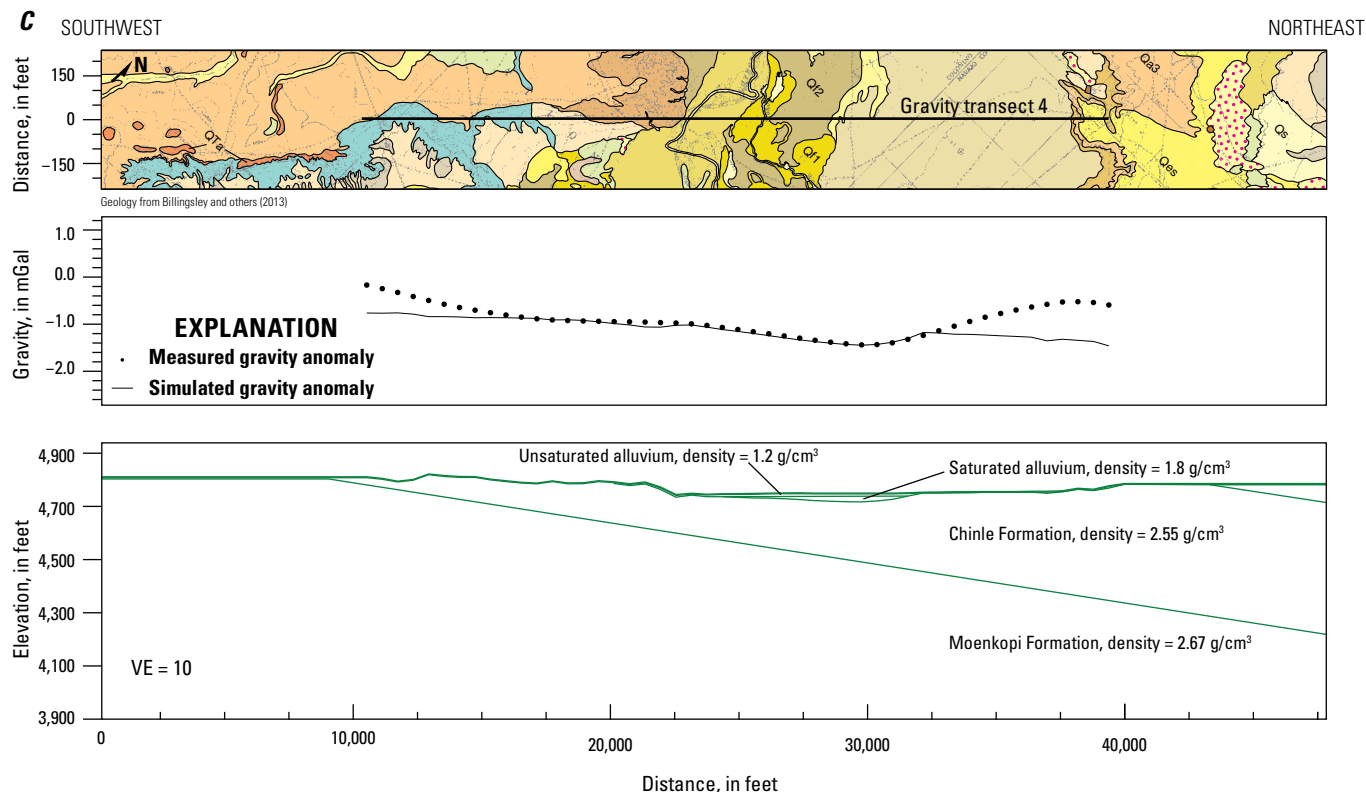 C SOUTHWEST NORTHEAST
N
Distance, in feet
150
0
−150
QTa
Qf2
Qf1
Gravity transect 4
Qa3
Qes
Qs
Geology from Billingsley and others (2013)
Gravity, in mGal
1.0
0.0
−1.0
−2.0
EXPLANATION
Measured gravity anomaly
Simulated gravity anomaly
Elevation, in feet
4,900
4,700
4,500
4,300
4,100
3,900
Unsaturated alluvium, density = 1.2 g/cm³
Saturated alluvium, density = 1.8 g/cm³
Chinle Formation, density = 2.55 g/cm³
Moenkopi Formation, density = 2.67 g/cm³
VE = 10
0 10,000 20,000 30,000 40,000
Distance, in feet